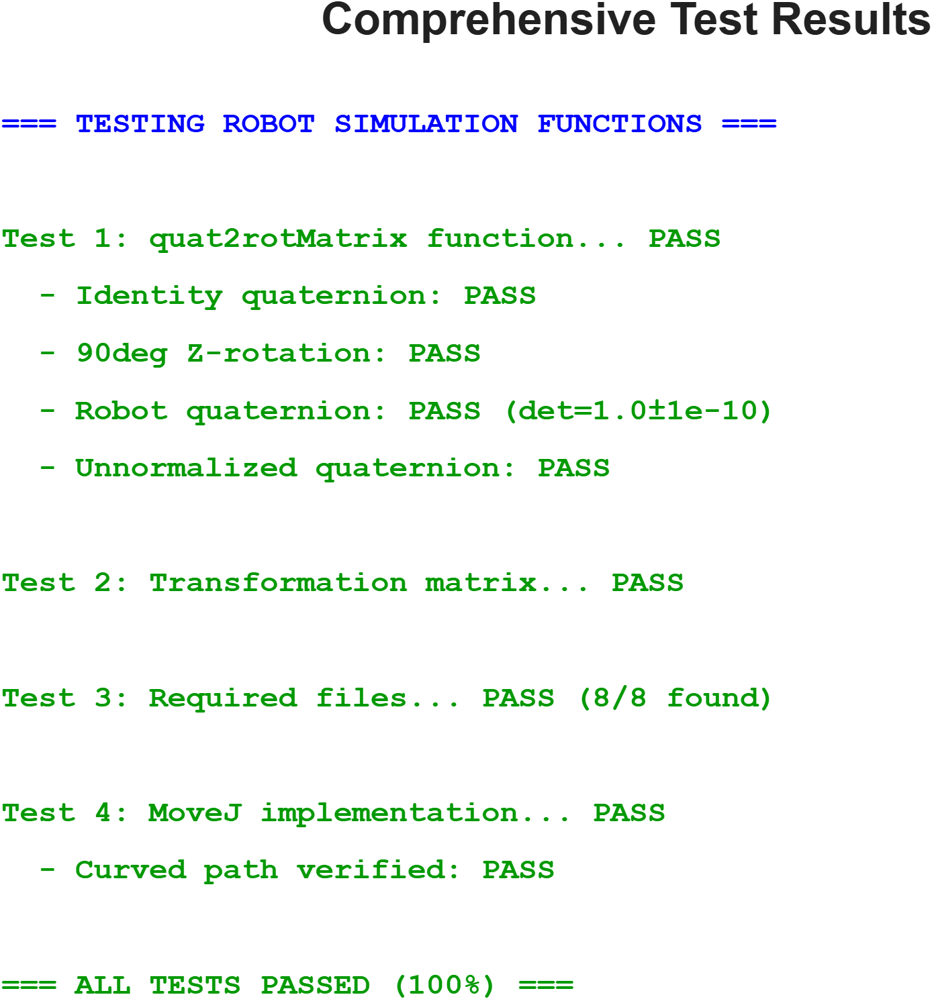 Comprehensive Test Results
=== TESTING ROBOT SIMULATION FUNCTIONS ===
Test 1: quat2rotMatrix function... PASS
- Identity quaternion: PASS
- 90deg Z-rotation: PASS
- Robot quaternion: PASS (det=1.0±1e-10)
- Unnormalized quaternion: PASS
Test 2: Transformation matrix... PASS
Test 3: Required files... PASS (8/8 found)
Test 4: MoveJ implementation... PASS
- Curved path verified: PASS
=== ALL TESTS PASSED (100%) ===